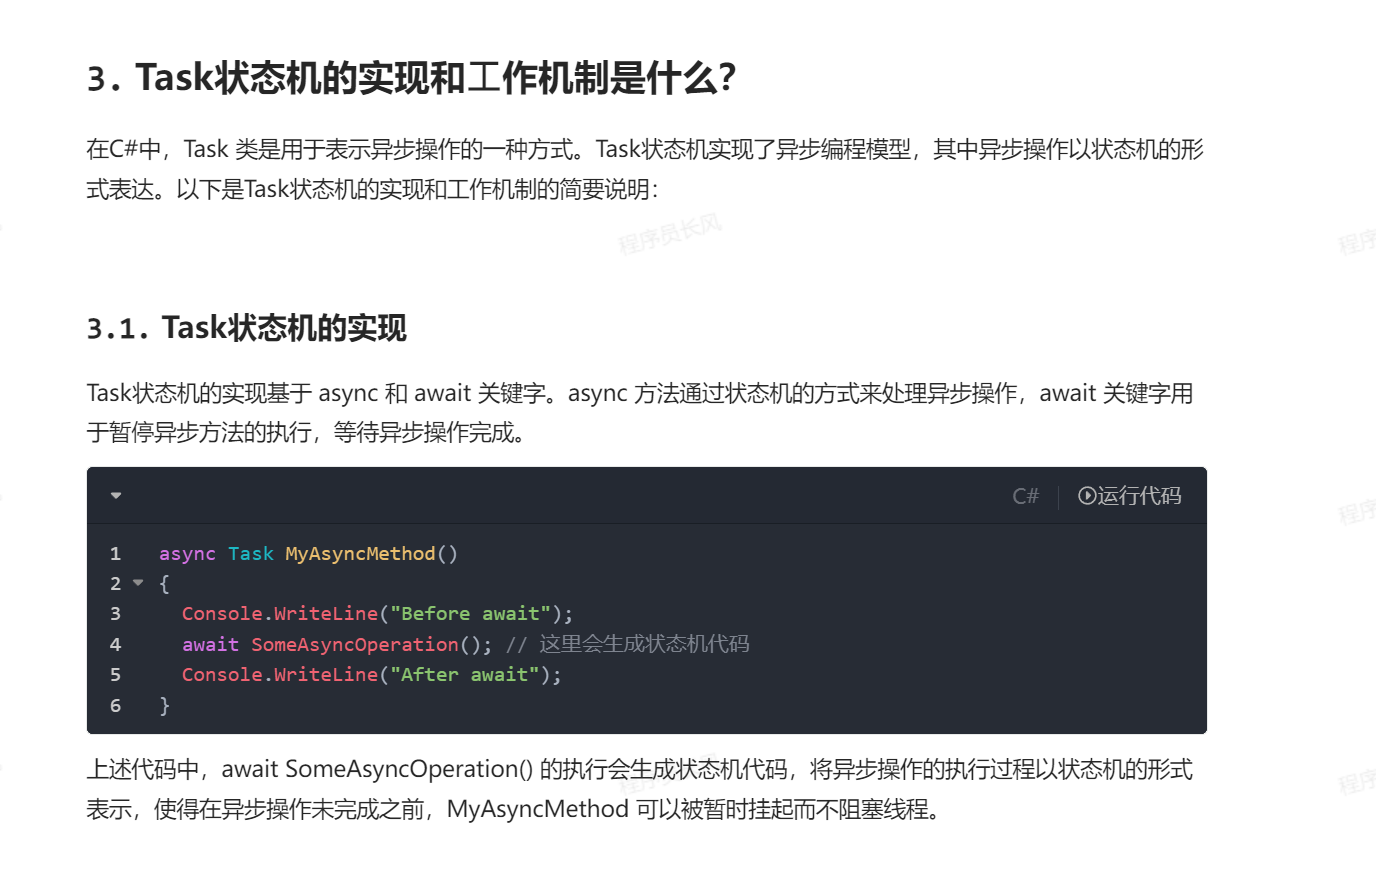 3. Task状态机的实现和工作机制是什么?
在C#中，Task 类是用于表示异步操作的一种方式。Task状态机实现了异步编程模型，其中异步操作以状态机的形
式表达。以下是Task状态机的实现和工作机制的简要说明：
程序员长风
程序
3.1. Task状态机的实现
Task状态机的实现基于 async 和 await 关键字。async 方法通过状态机的方式来处理异步操作，await 关键字用
于暂停异步方法的执行，等待异步操作完成。
C# 运行代码
程序
1 async Task MyAsyncMethod()
2 {
3 Console.WriteLine("Before await");
4 await SomeAsyncOperation(); // 这里会生成状态机代码
5 Console.WriteLine("After await");
6 }
上述代码中，await SomeAsyncOperation() 的执行会生成状态机代码，将异步操作的执行过程以状态机的形式
程序员长风
程序
表示，使得在异步操作未完成之前，MyAsyncMethod 可以被暂时挂起而不阻塞线程。